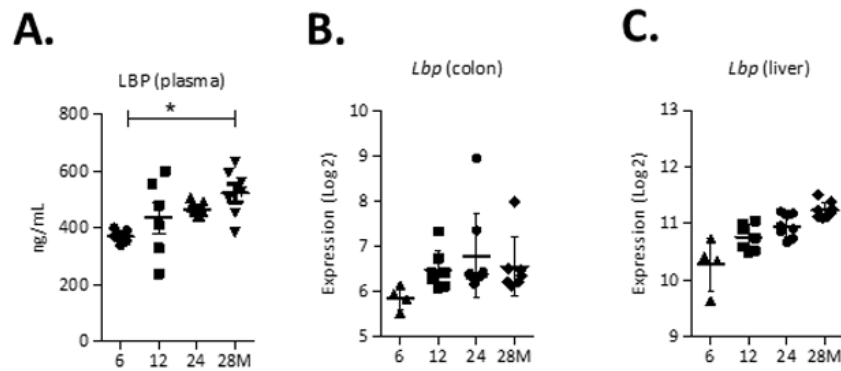 A.
LBP (plasma)
*
800
600
400
200
0
ng/mL
6 12 24 28M
B.
Lbp (colon)
10
9
8
7
6
5
Expression (Log2)
6 12 24 28M
C.
Lbp (liver)
13
12
11
10
9
Expression (Log2)
6 12 24 28M